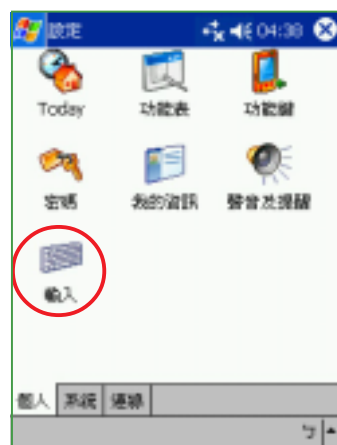 設定 04:38
Today 功能表 功能鍵
密碼 我的資訊 聲音及提醒
輸入
個人 系統 連線
ㄅ